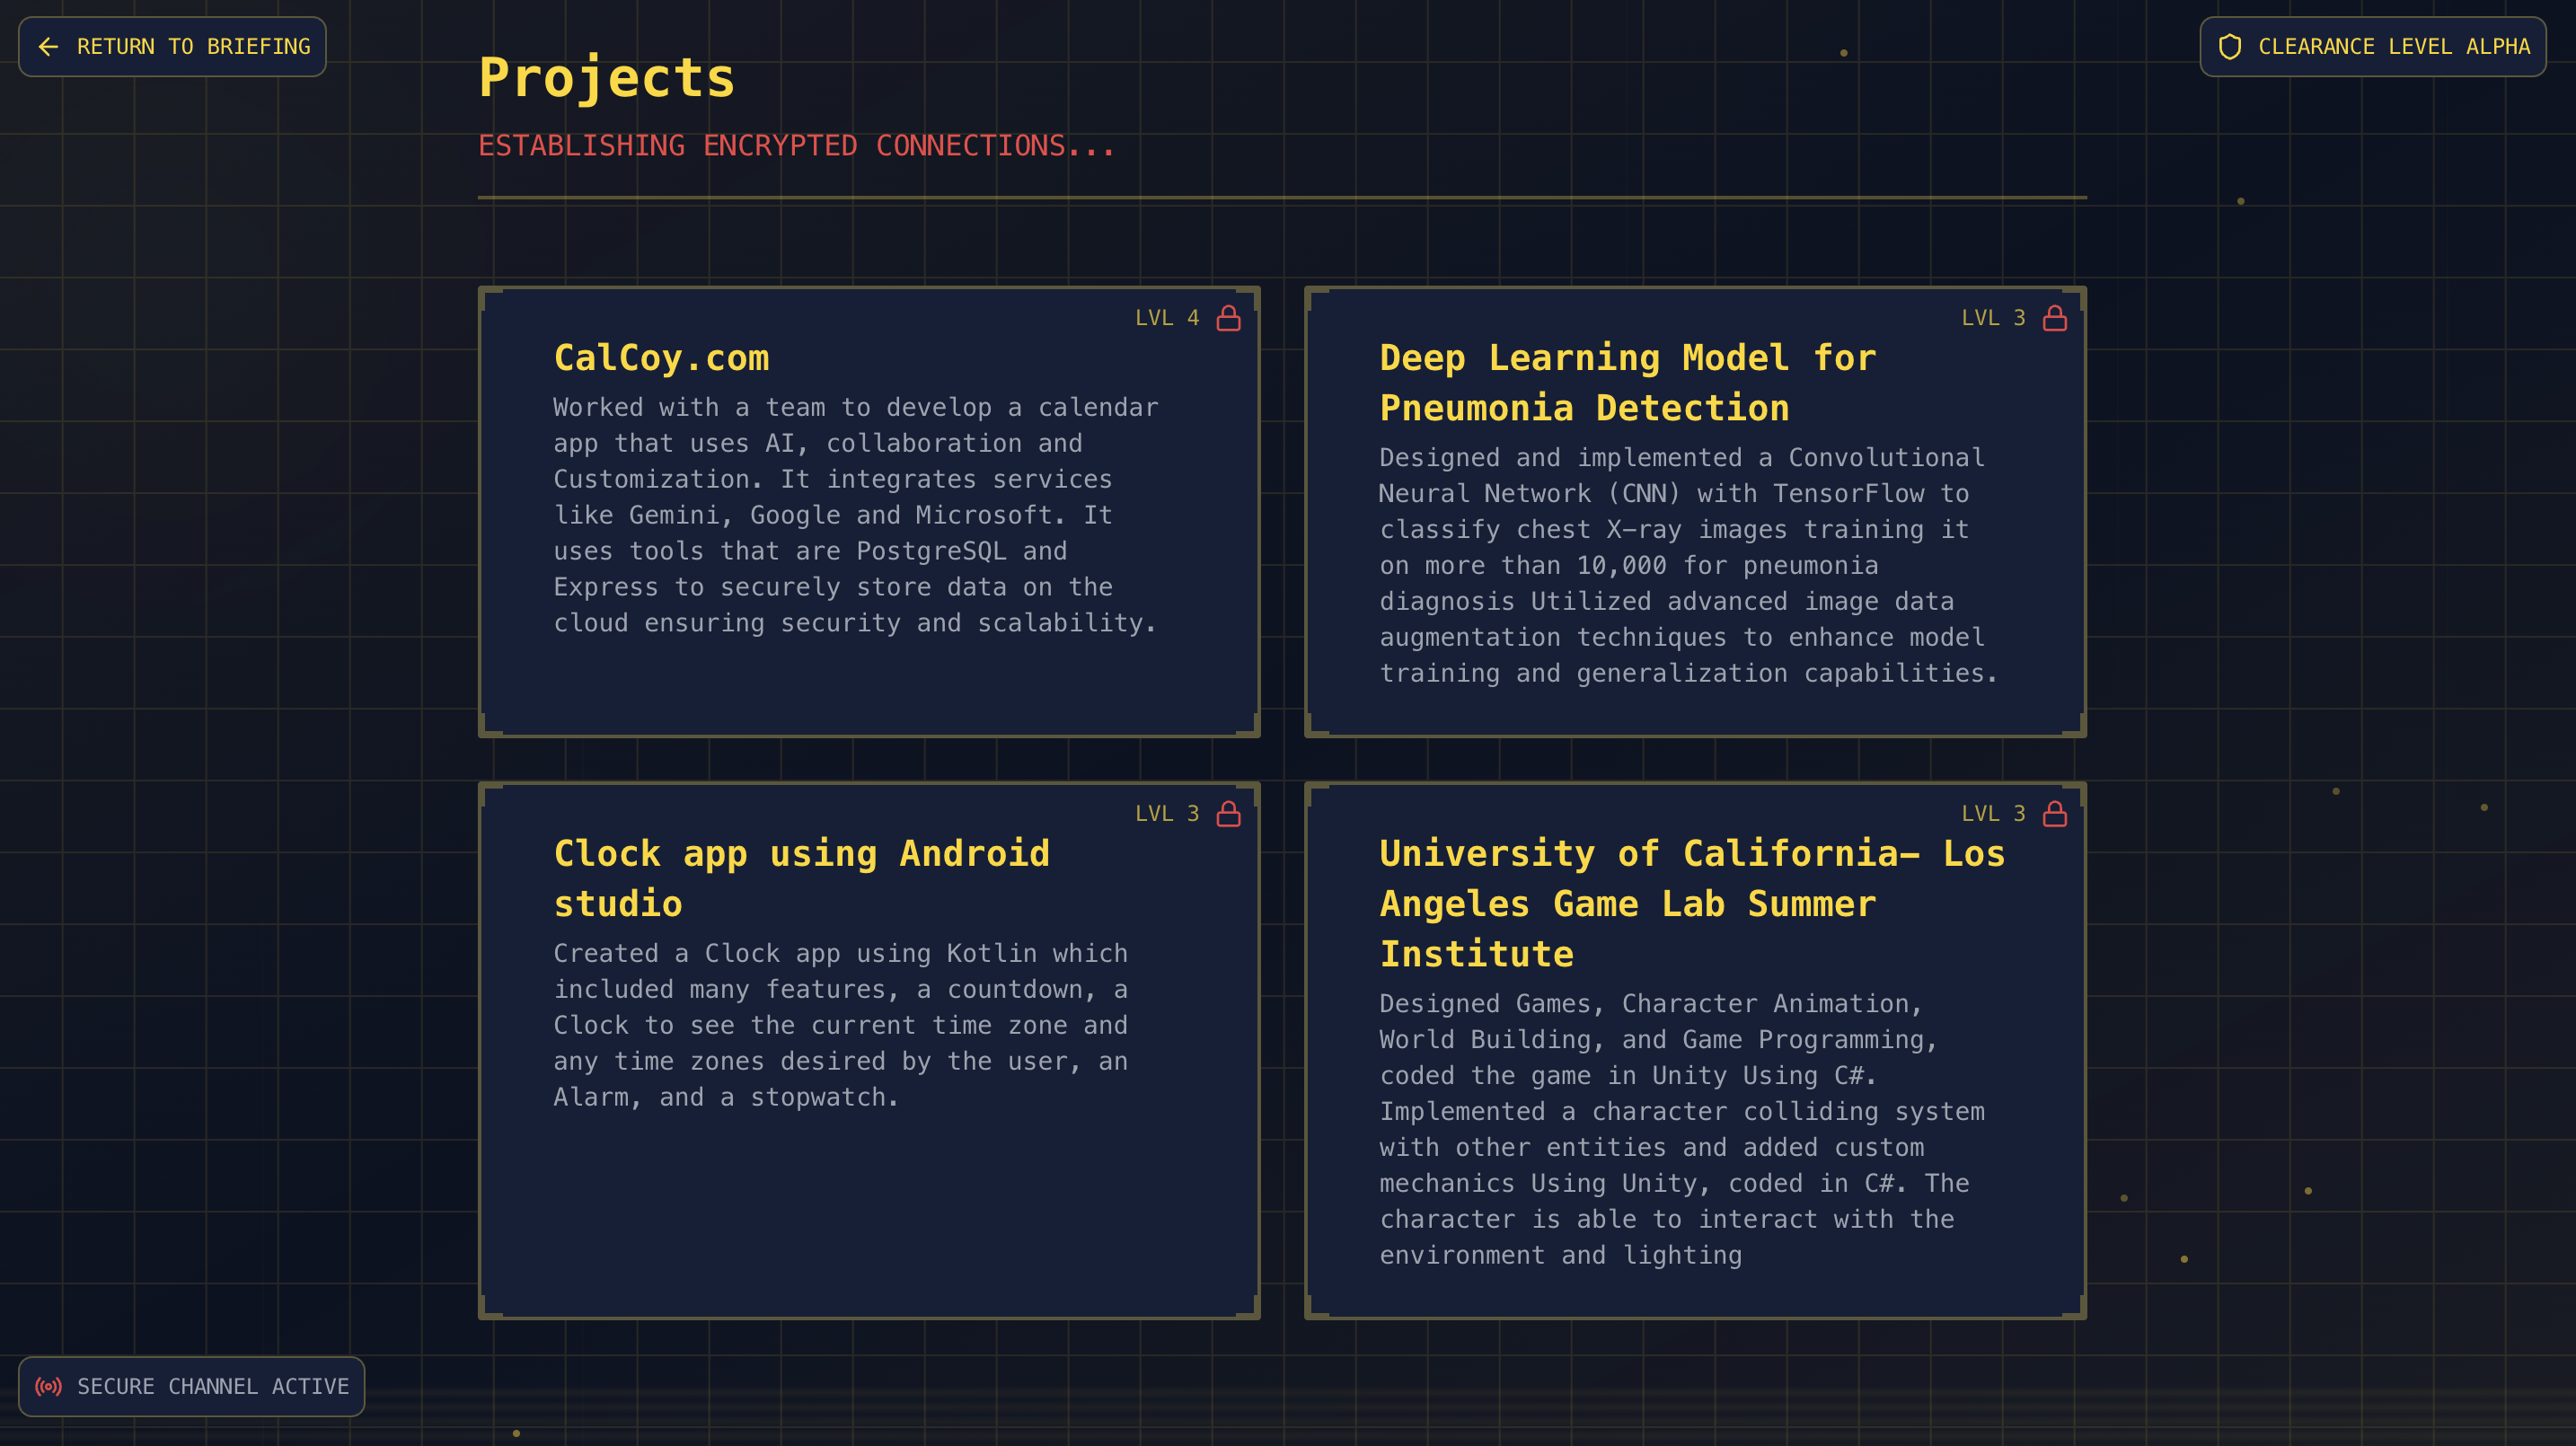 RETURN TO BRIEFING
CLEARANCE LEVEL ALPHA
Projects
ESTABLISHING ENCRYPTED CONNECTIONS...
LVL 4
CalCoy.com
Worked with a team to develop a calendar
app that uses AI, collaboration and
Customization. It integrates services
like Gemini, Google and Microsoft. It
uses tools that are PostgreSQL and
Express to securely store data on the
cloud ensuring security and scalability.
LVL 3
Deep Learning Model for
Pneumonia Detection
Designed and implemented a Convolutional
Neural Network (CNN) with TensorFlow to
classify chest X-ray images training it
on more than 10,000 for pneumonia
diagnosis Utilized advanced image data
augmentation techniques to enhance model
training and generalization capabilities.
LVL 3
Clock app using Android
studio
Created a Clock app using Kotlin which
included many features, a countdown, a
Clock to see the current time zone and
any time zones desired by the user, an
Alarm, and a stopwatch.
LVL 3
University of California– Los
Angeles Game Lab Summer
Institute
Designed Games, Character Animation,
World Building, and Game Programming,
coded the game in Unity Using C#.
Implemented a character colliding system
with other entities and added custom
mechanics Using Unity, coded in C#. The
character is able to interact with the
environment and lighting
SECURE CHANNEL ACTIVE